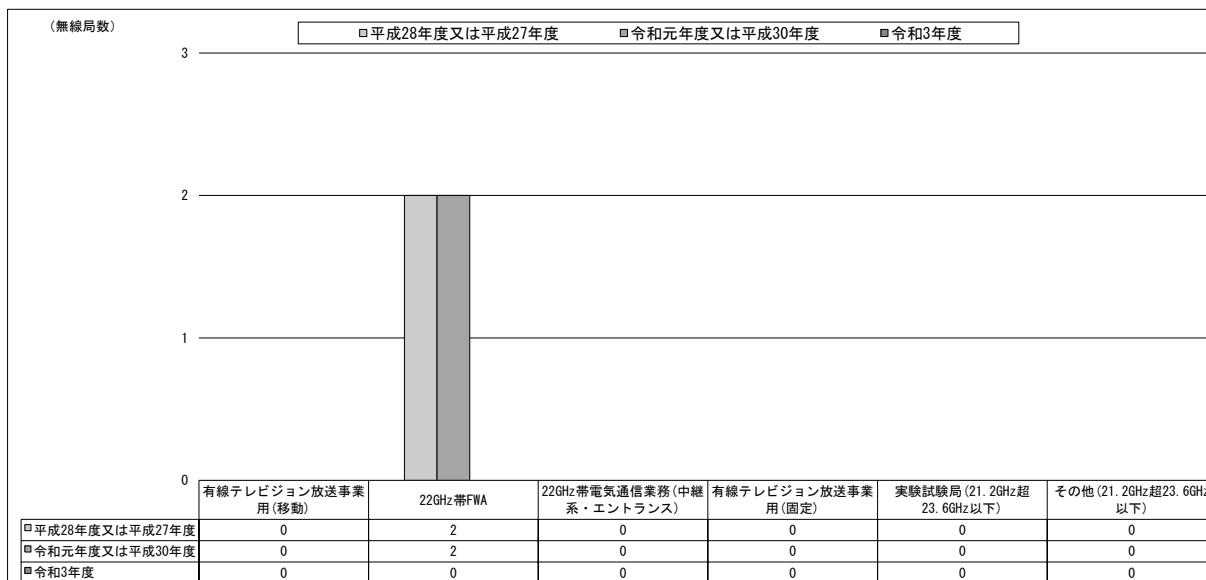 (無線局数)
□平成28年度又は平成27年度 □令和元年度又は平成30年度 ■令和3年度
3
2
1
0
有線テレビジョン放送事業用(移動) 22GHz帯FWA 22GHz帯電気通信業務(中継系・エントランス) 有線テレビジョン放送事業用(固定) 実験試験局(21.2GHz超23.6GHz以下) その他(21.2GHz超23.6GHz以下)
□平成28年度又は平成27年度 0 2 0 0 0 0
■令和元年度又は平成30年度 0 2 0 0 0 0
■令和3年度 0 0 0 0 0 0